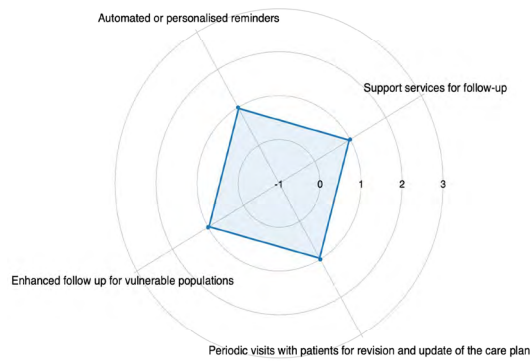 Automated or personalised reminders
Support services for follow-up
-1 0 1 2 3
Enhanced follow up for vulnerable populations
Periodic visits with patients for revision and update of the care plan